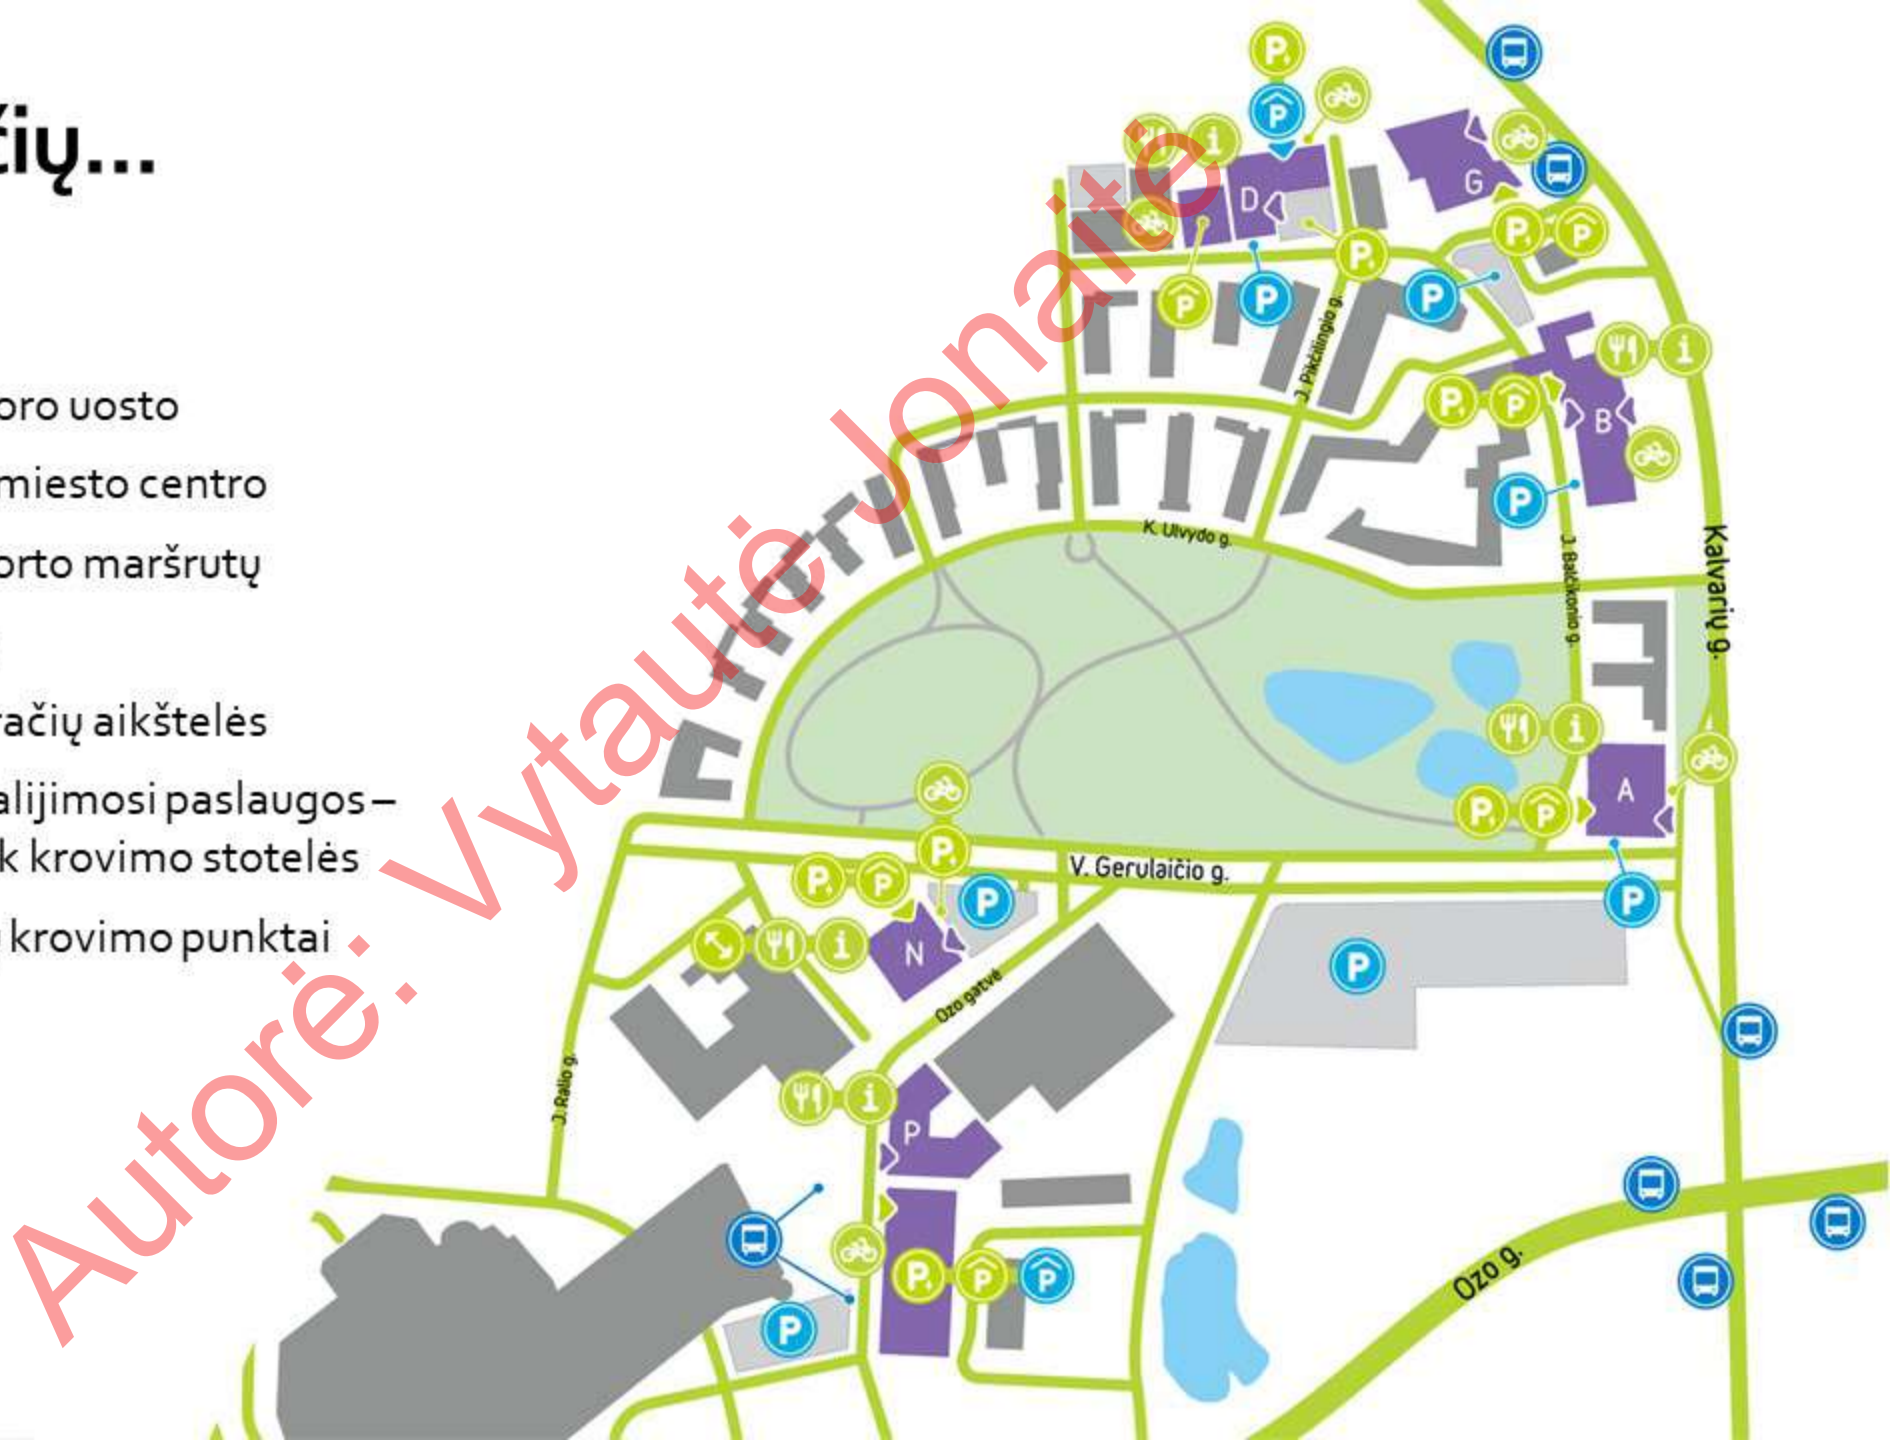 čių...
oro uosto
miesto centro
orto maršrutų
račių aikštelės
alijimosi paslaugos –
k krovimo stotelės
ų krovimo punktai
Autorė: Vytautė Jonaitė
P
P
i
D
G
P
P
P
P
P
P
J. Pikčilingio g.
i
P
P
B
P
K. Ulvydo g.
J. Balčikonio g.
Kalvarijų g.
i
A
P
P
P
V. Gerulaičio g.
P
P
P
P
i
N
P
Ozo gatvė
J. Ralio g.
i
P
P
P
P
P
Ozo g.